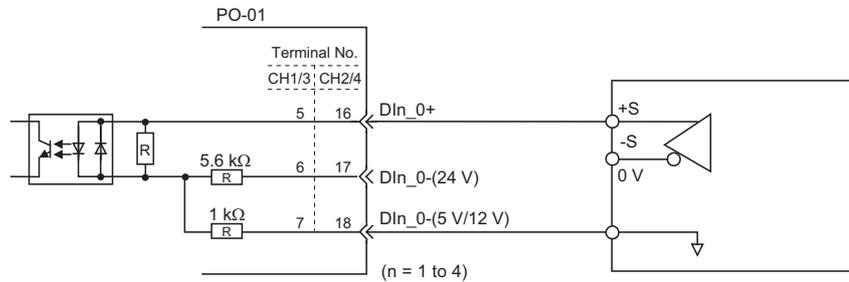 PO-01
Terminal No.
CH1/3 CH2/4
5 16 DIn_0+
+S
-S
R
5.6 kΩ
R
6 17 DIn_0-(24 V)
0 V
1 kΩ
R
7 18 DIn_0-(5 V/12 V)
(n = 1 to 4)